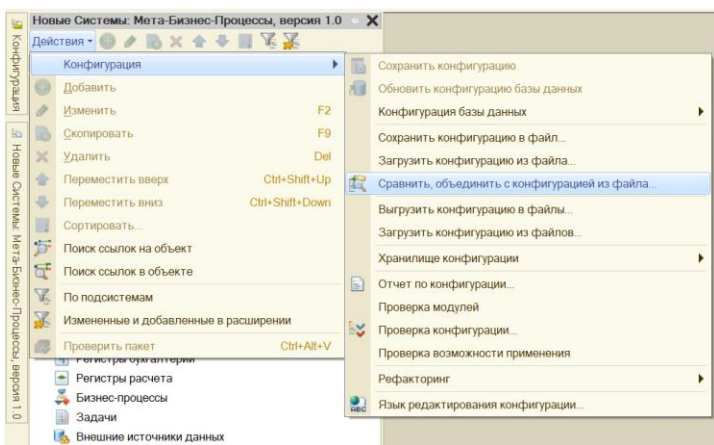 Новые Системы: Мета-Бизнес-Процессы, версия 1.0
Действия
Конфигурация
Новые Системы: Мета-Бизнес-Процессы, версия 1.0
Конфигурация
Добавить
Изменить F2
Скопировать F9
Удалить Del
Переместить вверх Ctrl+Shift+Up
Переместить вниз Ctrl+Shift+Down
Сортировать...
Поиск ссылок на объект
Поиск ссылок в объекте
По подсистемам
Измененные и добавленные в расширении
Проверить пакет Ctrl+Alt+V
Регистры бухгалтерии
Регистры расчета
Бизнес-процессы
Задачи
Внешние источники данных
Сохранить конфигурацию
Обновить конфигурацию базы данных
Конфигурация базы данных
Сохранить конфигурацию в файл...
Загрузить конфигурацию из файла...
Сравнить, объединить с конфигурацией из файла...
Выгрузить конфигурацию в файлы...
Загрузить конфигурацию из файлов...
Хранилище конфигурации
Отчет по конфигурации...
Проверка модулей
Проверка конфигурации...
Проверка возможности применения
Рефакторинг
Язык редактирования конфигурации...